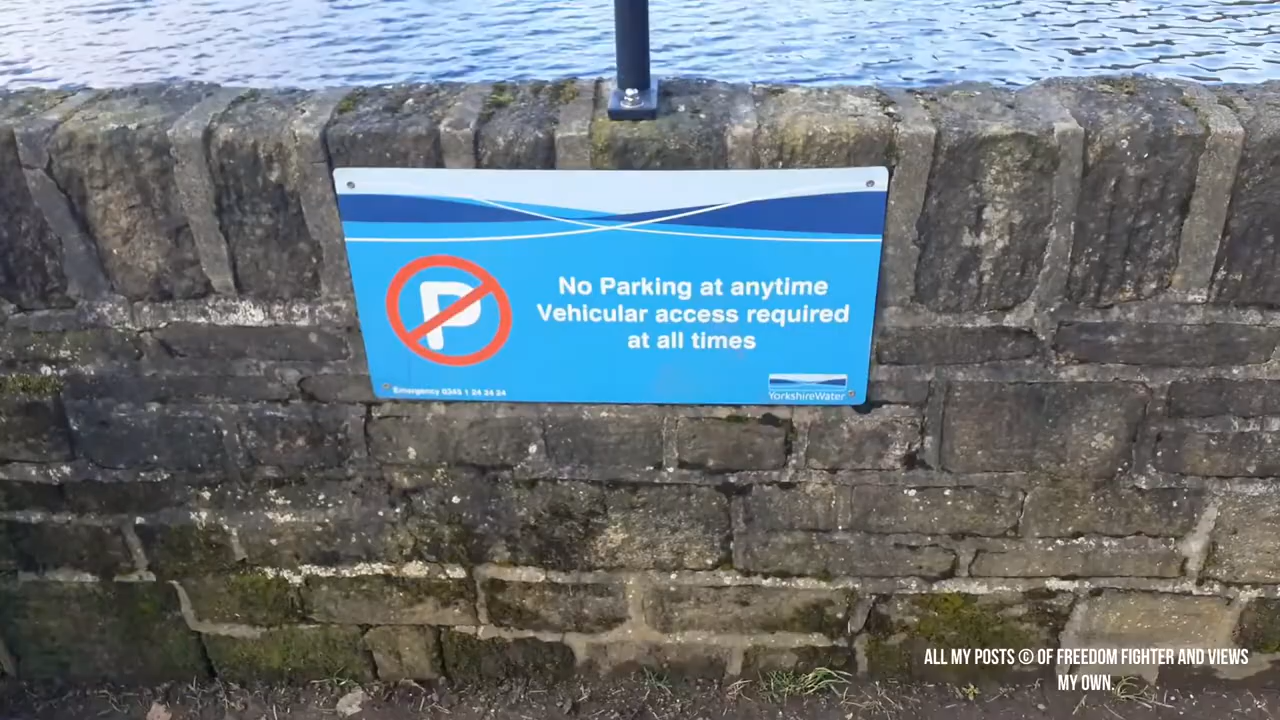 No Parking at anytime
Vehicular access required
at all times
Emergency 0345 1 24 24 24
YorkshireWater
ALL MY POSTS © OF FREEDOM FIGHTER AND VIEWS
MY OWN.